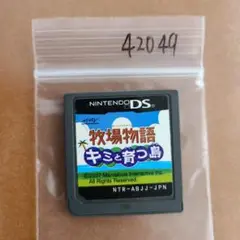 42049
NINTENDO DS
牧場物語
キミと育つ島
©2007 Marvelous Interactive Inc.
All Rights Reserved.
NTR-ABJJ-JPN